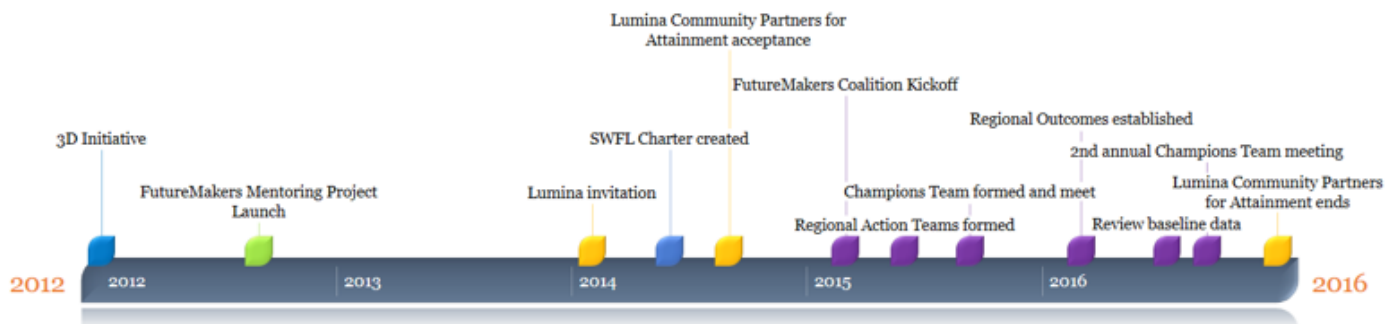 Lumina Community Partners for
Attainment acceptance
FutureMakers Coalition Kickoff
Regional Outcomes established
3D Initiative
SWFL Charter created
2nd annual Champions Team meeting
FutureMakers Mentoring Project
Launch
Lumina invitation
Champions Team formed and meet
Lumina Community Partners
for Attainment ends
Regional Action Teams formed
Review baseline data
2012
2012
2013
2014
2015
2016
2016